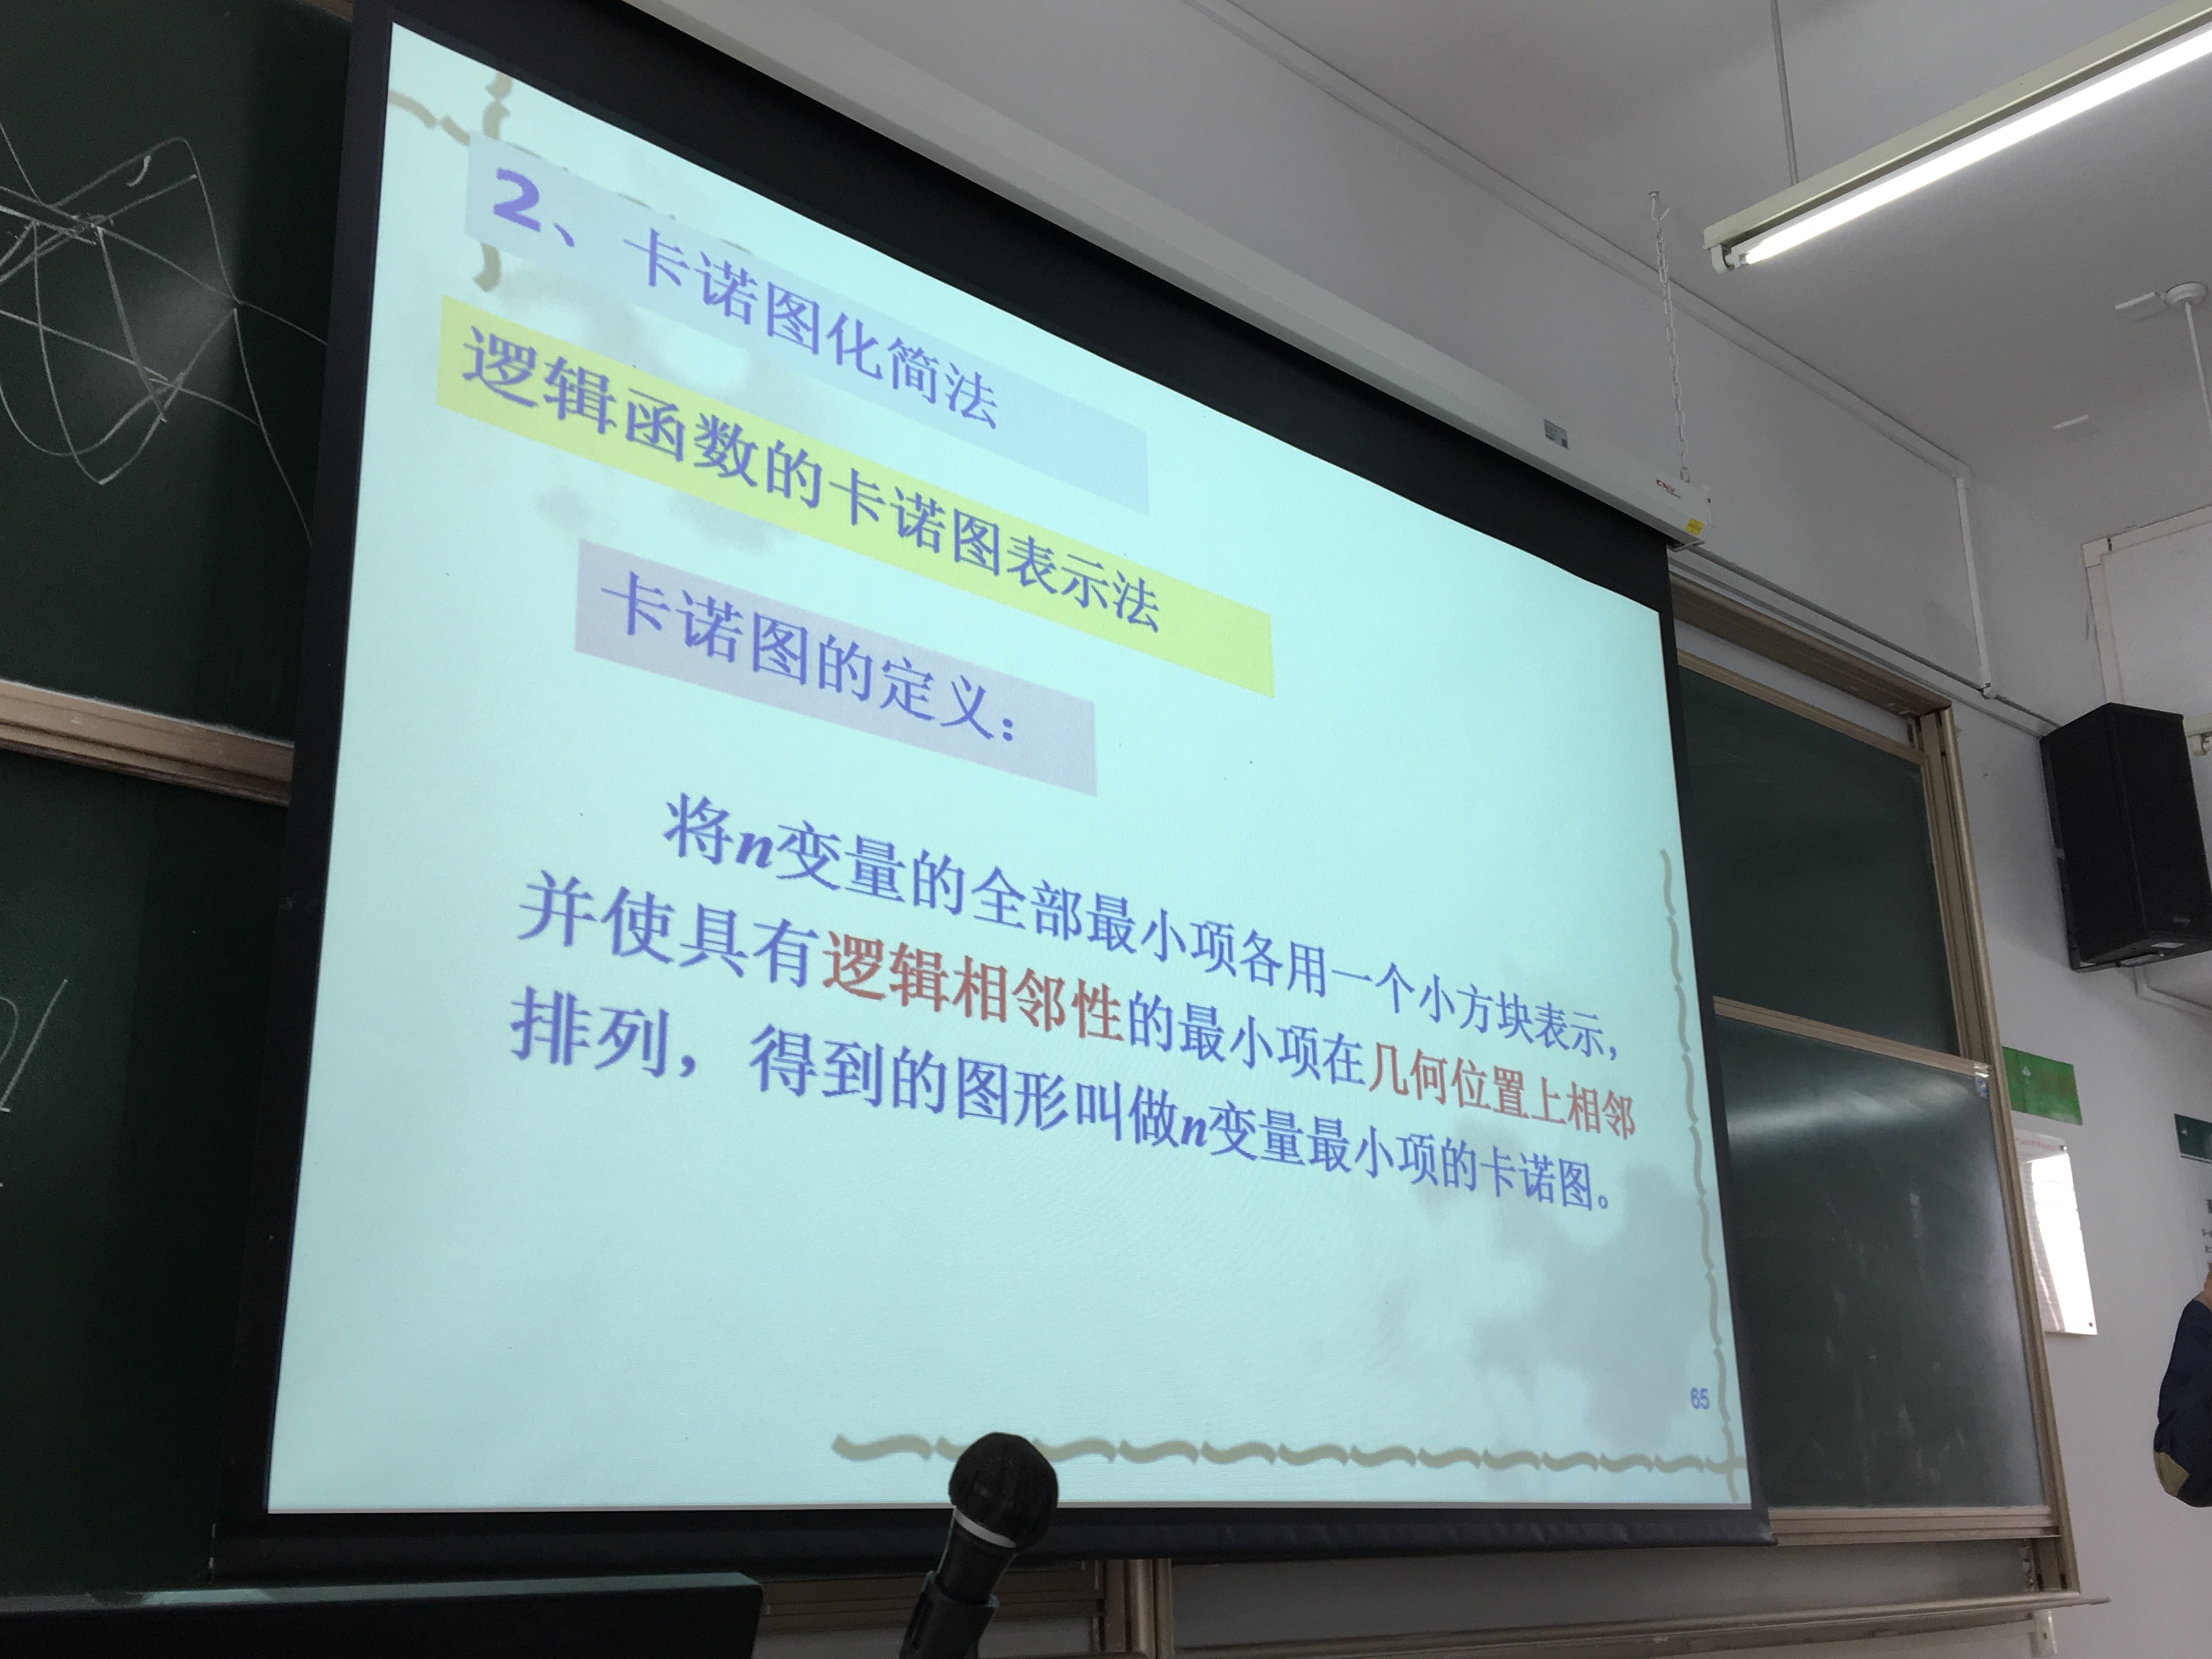 2、卡诺图化简法
逻辑函数的卡诺图表示法
卡诺图的定义：
将n变量的全部最小项各用一个小方块表示，
并使具有逻辑相邻性的最小项在几何位置上相邻
排列，得到的图形叫做n变量最小项的卡诺图。
65